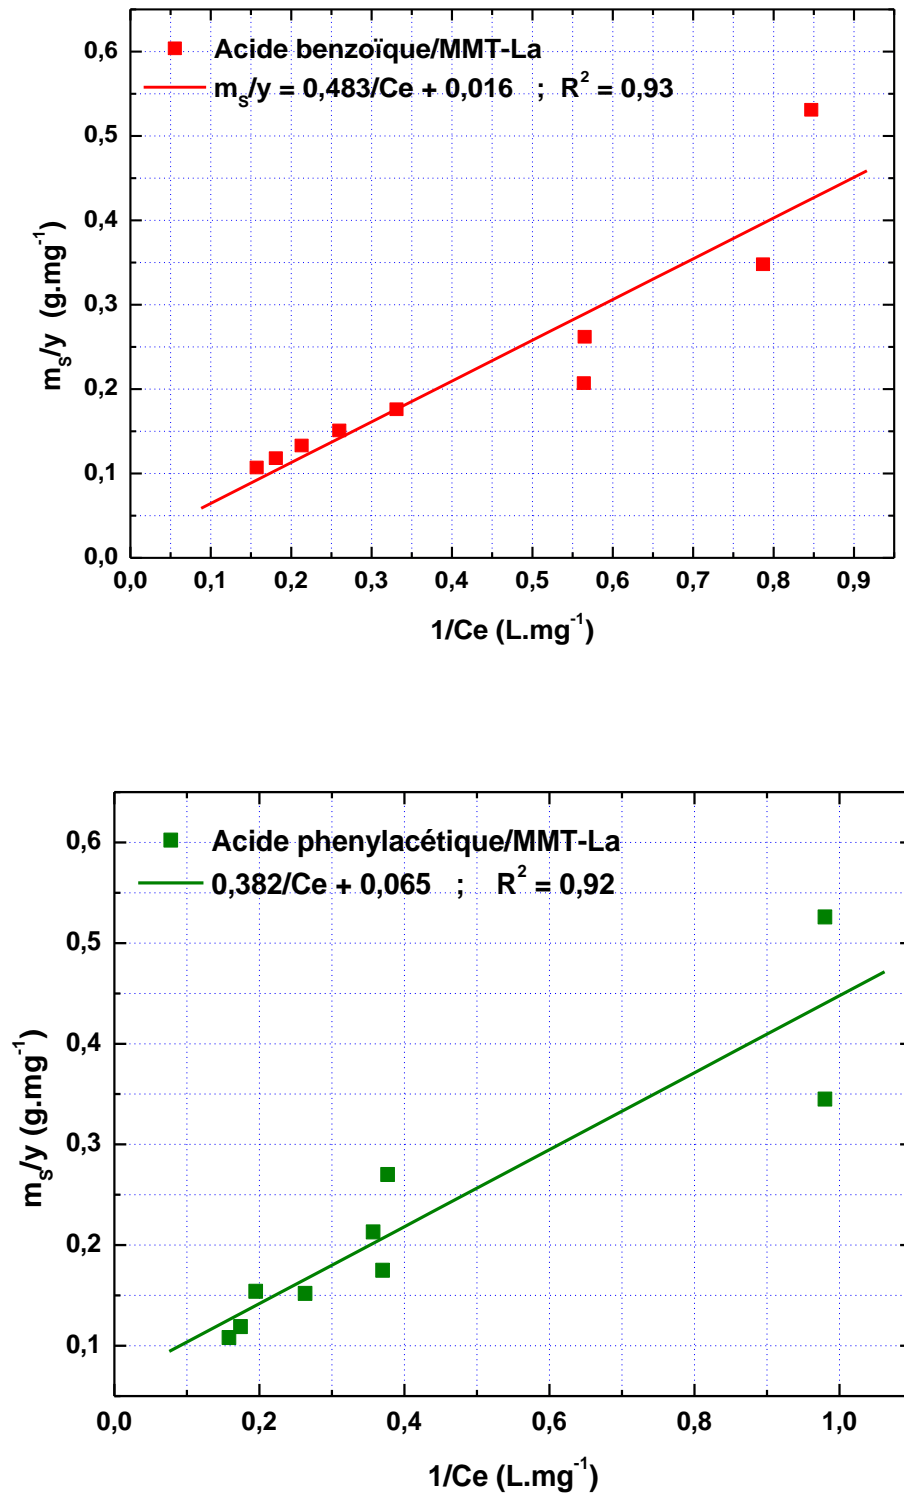 0,6
0,5
0,4
0,3
0,2
0,1
0,0
m_s/y (g.mg⁻¹)
Acide benzoïque/MMT-La
m_s/y = 0,483/Ce + 0,016 ; R² = 0,93
0,0 0,1 0,2 0,3 0,4 0,5 0,6 0,7 0,8 0,9
1/Ce (L.mg⁻¹)
0,6
0,5
0,4
0,3
0,2
0,1
m_s/y (g.mg⁻¹)
Acide phenylacétique/MMT-La
0,382/Ce + 0,065 ; R² = 0,92
0,0 0,2 0,4 0,6 0,8 1,0
1/Ce (L.mg⁻¹)